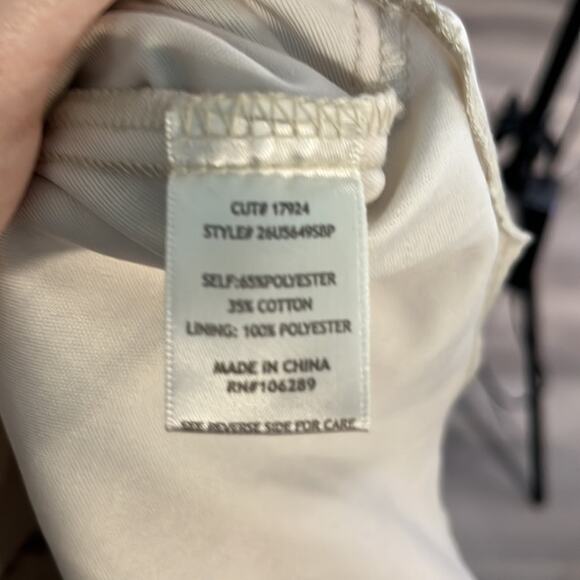 CUT# 17924
STYLE# 26U5649SBP
SELF:65%POLYESTER
35% COTTON
LINING: 100% POLYESTER
MADE IN CHINA
RN#106289
SEE REVERSE SIDE FOR CARE